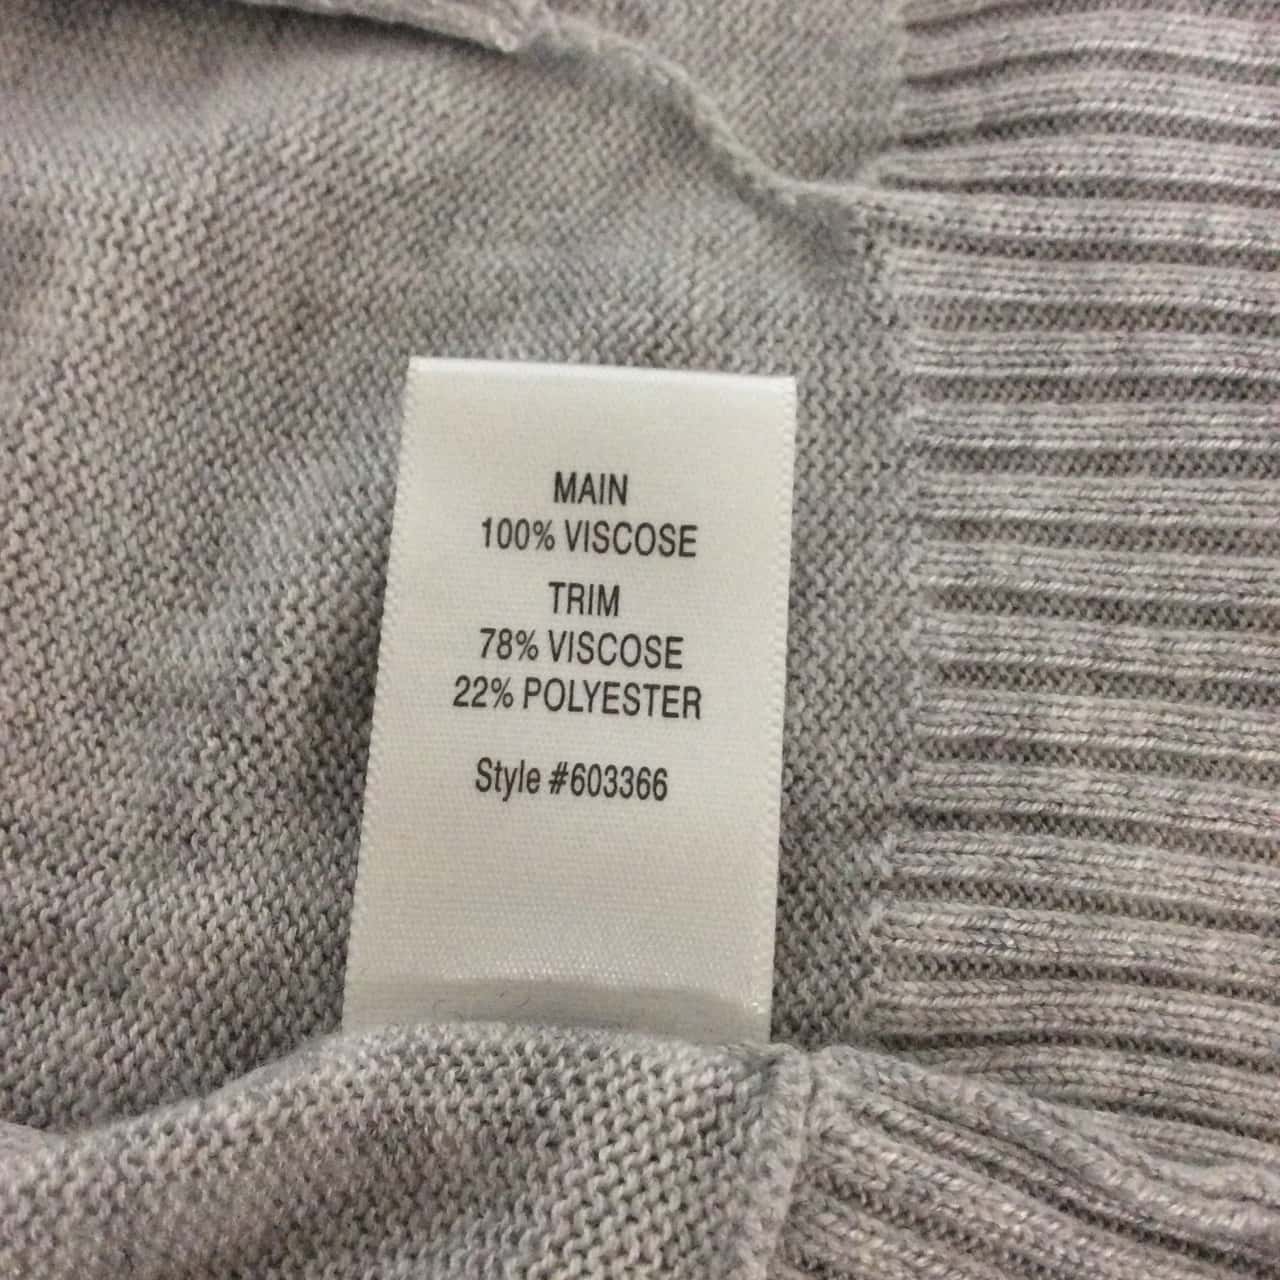 MAIN
100% VISCOSE
TRIM
78% VISCOSE
22% POLYESTER
Style #603366